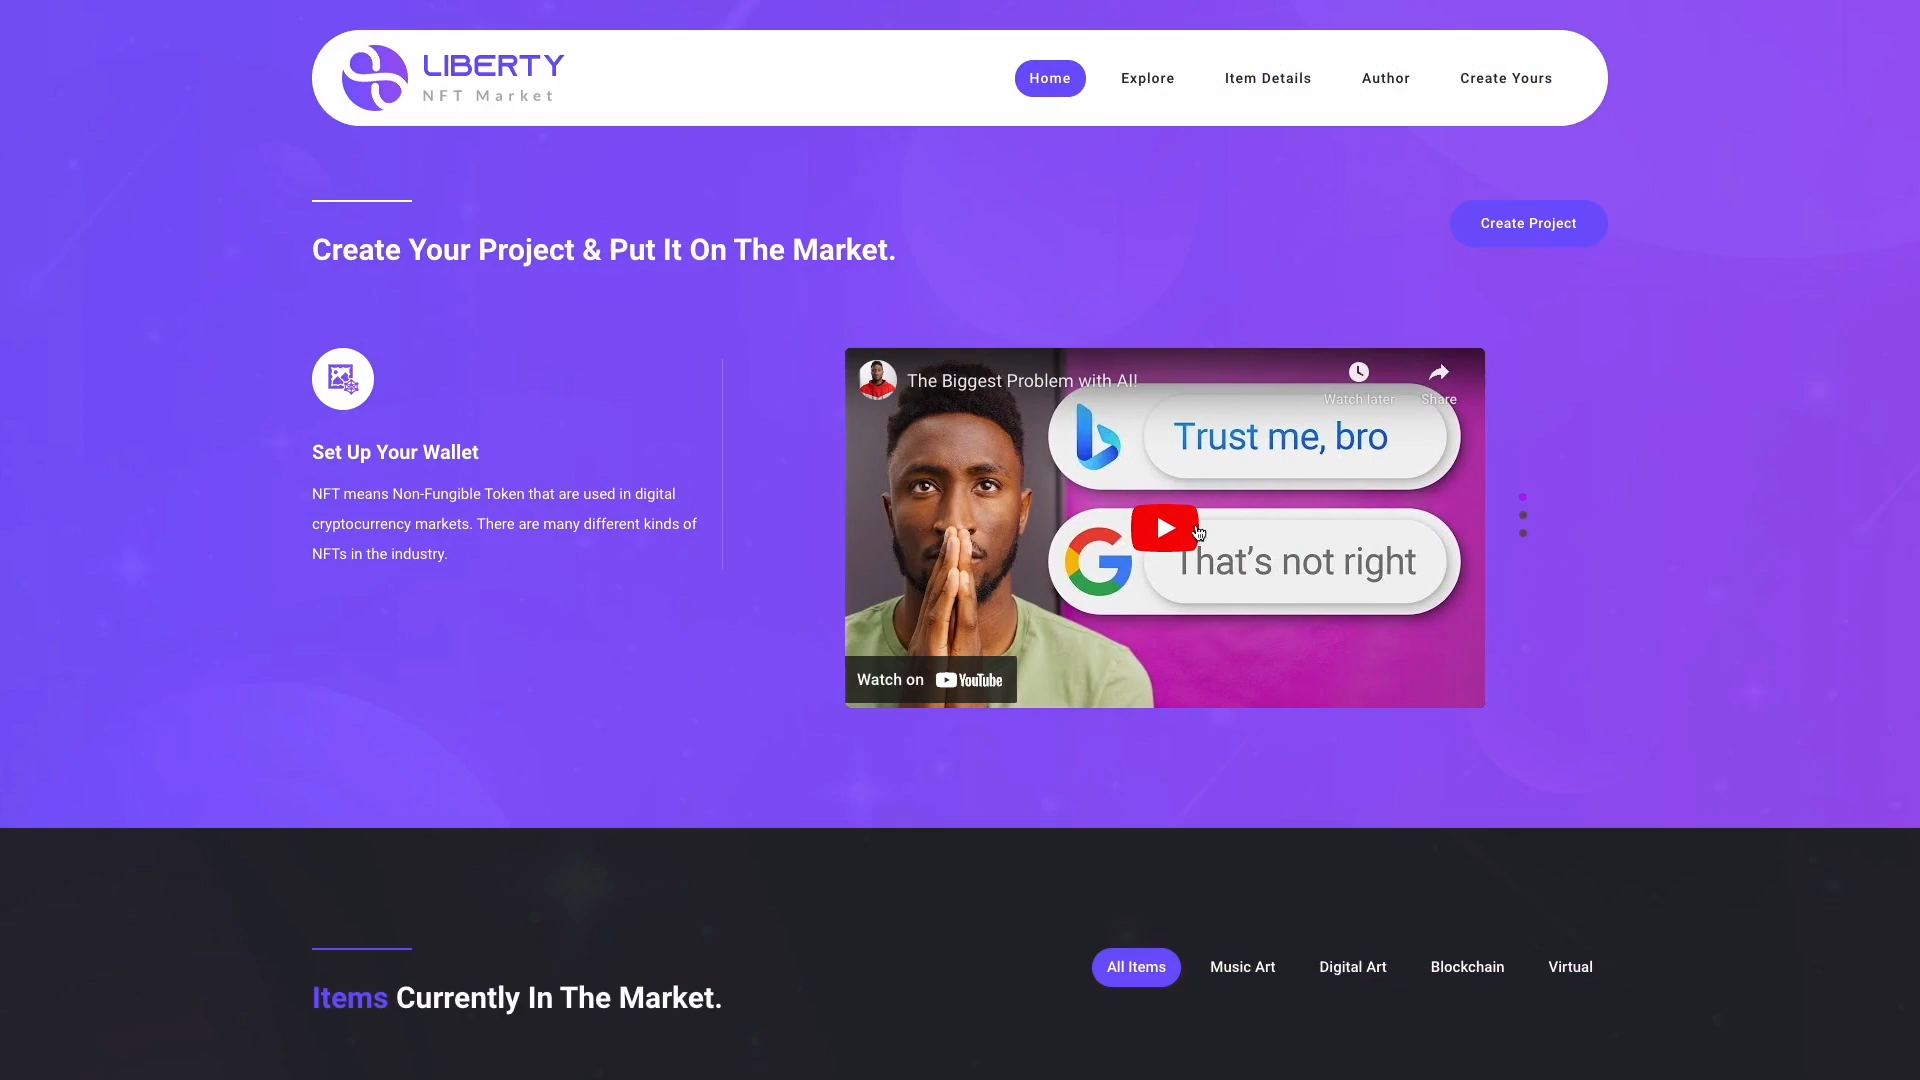 LIBERTY
NFT Market
Home
Explore
Item Details
Author
Create Yours
Create Project
Create Your Project & Put It On The Market.
Set Up Your Wallet
NFT means Non-Fungible Token that are used in digital
cryptocurrency markets. There are many different kinds of
NFTs in the industry.
The Biggest Problem with AI!
Watch later
Share
Trust me, bro
That’s not right
Watch on YouTube
Items Currently In The Market.
All Items
Music Art
Digital Art
Blockchain
Virtual